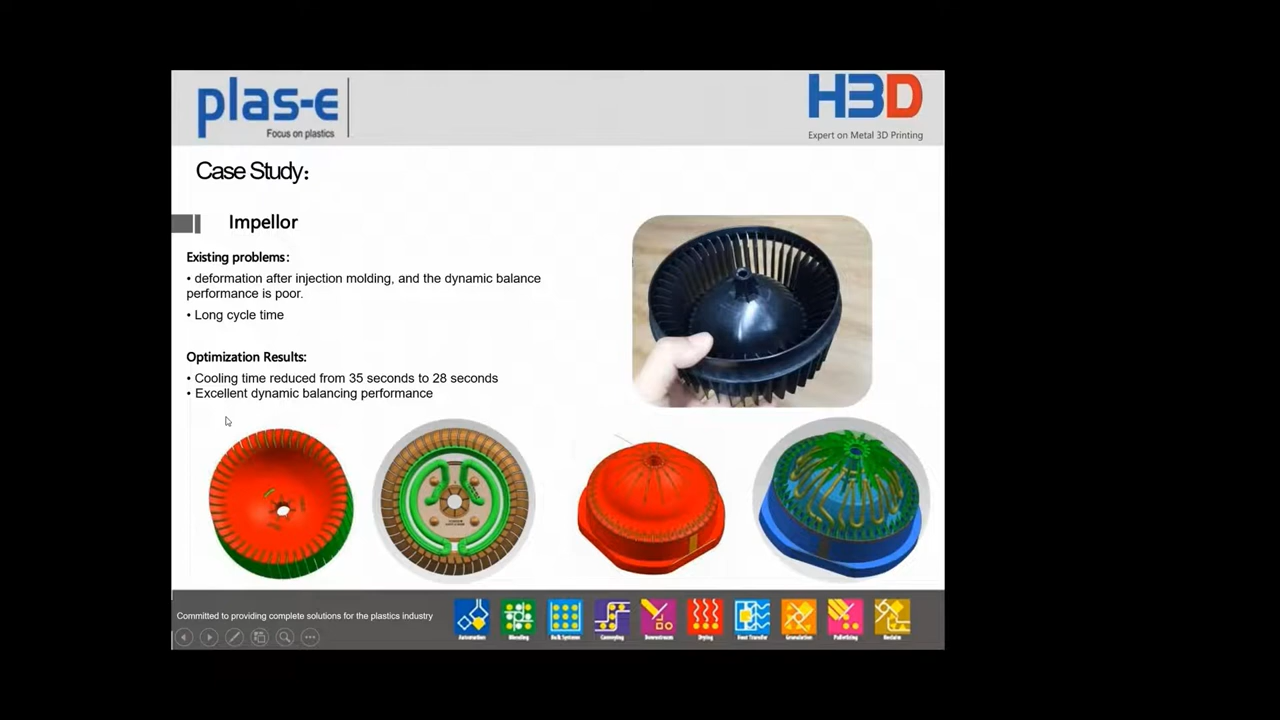 plas-e
Focus on plastics
H3D
Expert on Metal 3D Printing
Case Study：
Impellor
Existing problems：
• deformation after injection molding, and the dynamic balance
performance is poor.
• Long cycle time
Optimization Results:
• Cooling time reduced from 35 seconds to 28 seconds
• Excellent dynamic balancing performance
Committed to providing complete solutions for the plastics industry
Automation
Blending
Bulk Systems
Conveying
Downstream
Drying
Heat Transfer
Granulation
Palletizing
Reclaim